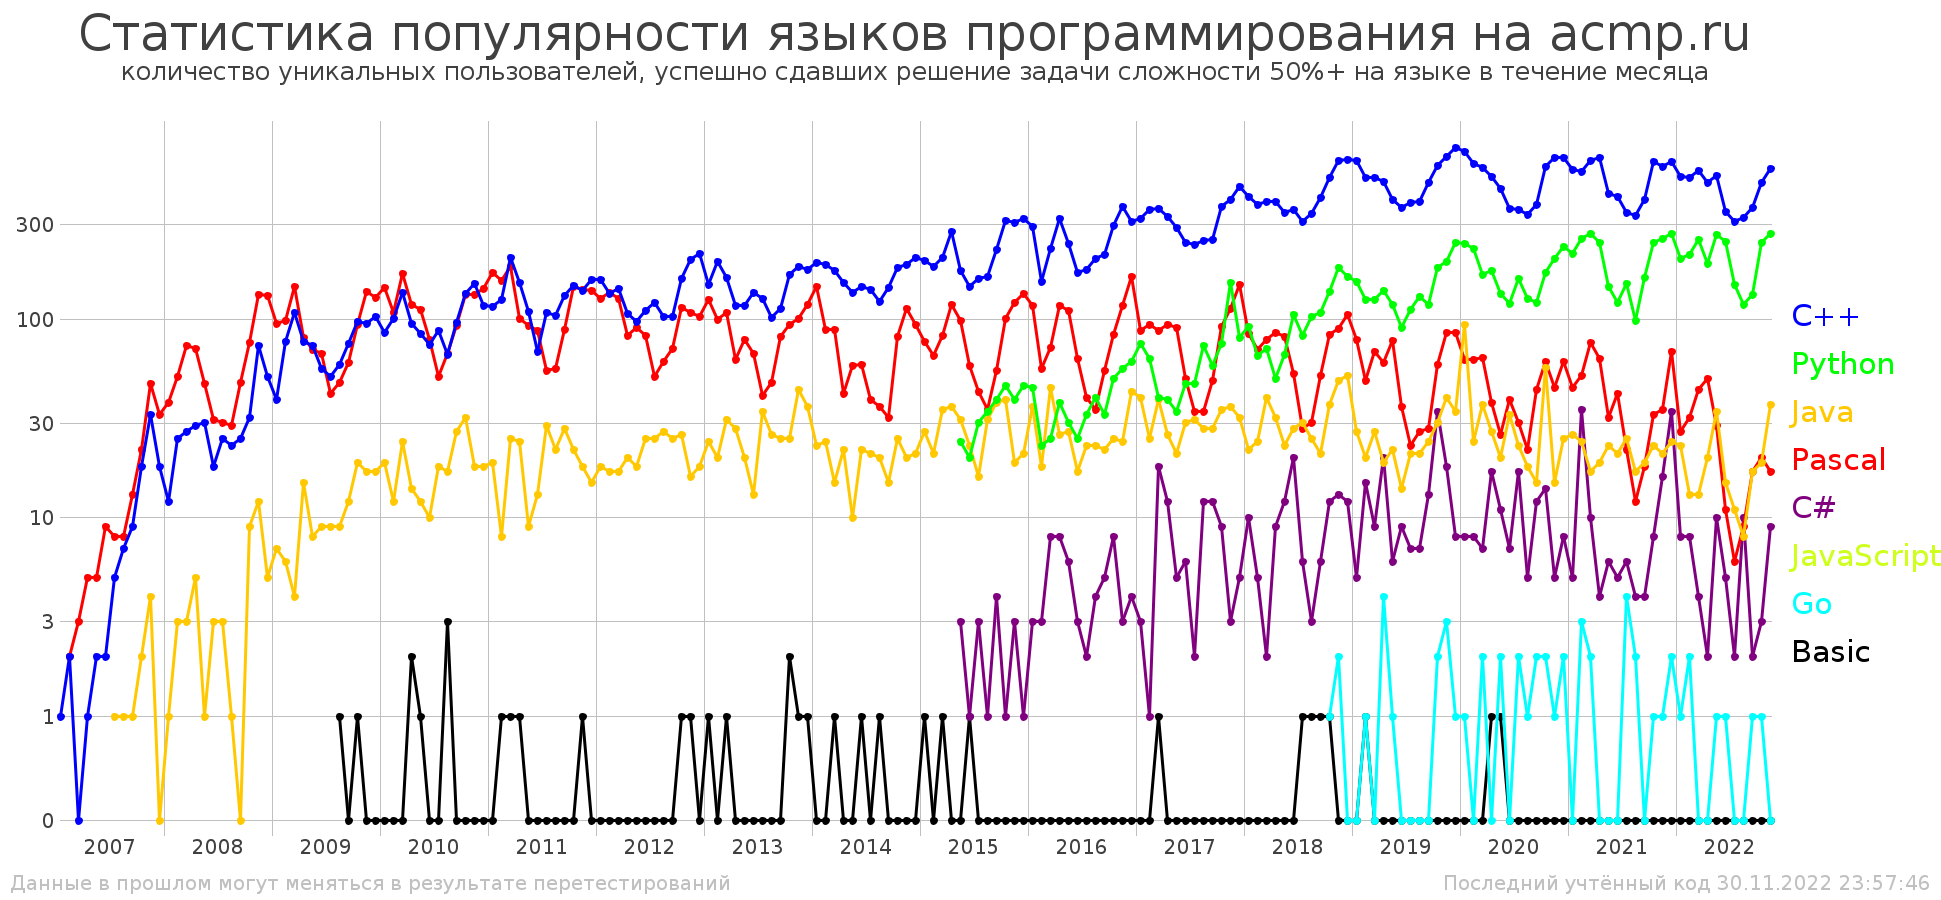 Статистика популярности языков программирования на acmp.ru
количество уникальных пользователей, успешно сдавших решение задачи сложности 50%+ на языке в течение месяца
300
100
30
10
3
1
0
C++
Python
Java
Pascal
C#
JavaScript
Go
Basic
2007 2008 2009 2010 2011 2012 2013 2014 2015 2016 2017 2018 2019 2020 2021 2022
Данные в прошлом могут меняться в результате перетестирований
Последний учтённый код 30.11.2022 23:57:46